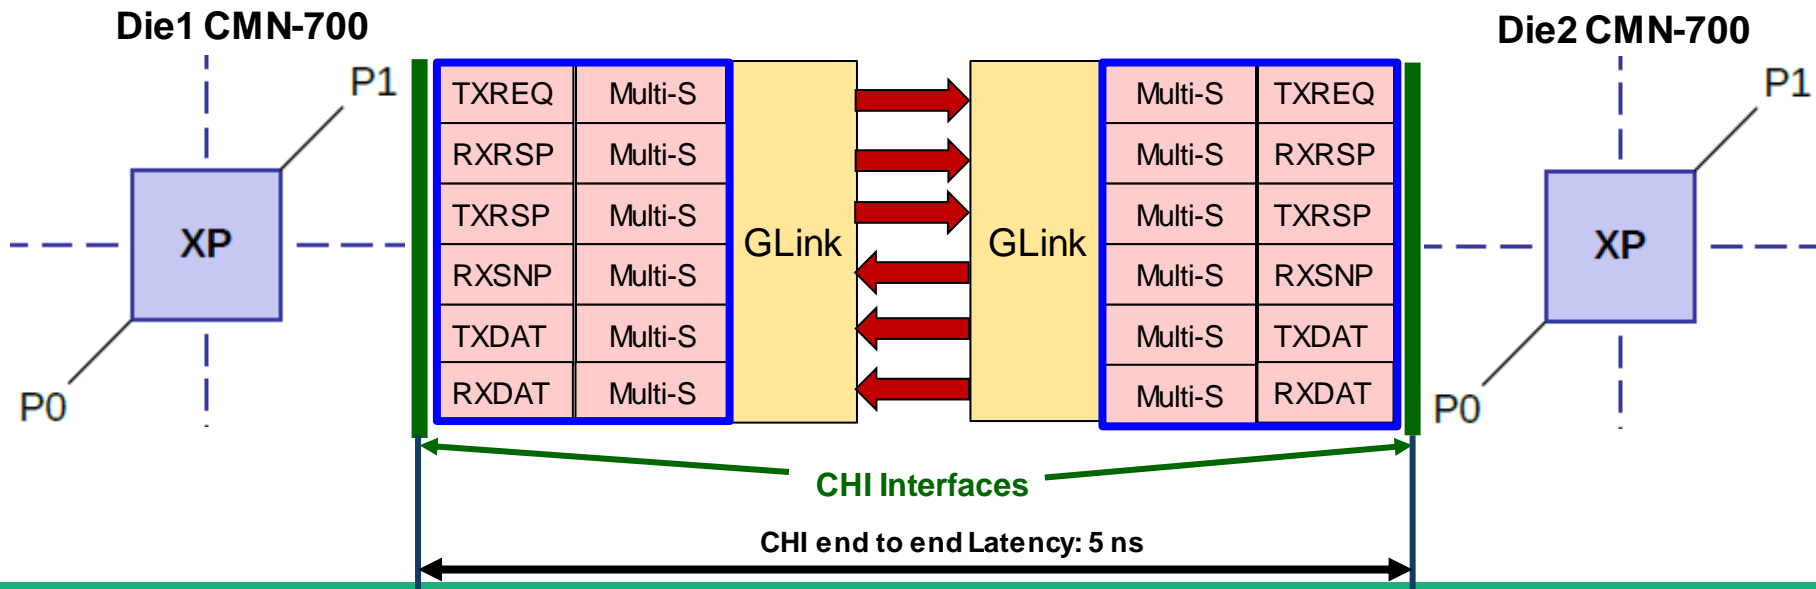 Die1 CMN-700
Die2 CMN-700
P1
XP
P0
TXREQ Multi-S
RXRSP Multi-S
TXRSP Multi-S
RXSNP Multi-S
TXDAT Multi-S
RXDAT Multi-S
GLink
GLink
Multi-S TXREQ
Multi-S RXRSP
Multi-S TXRSP
Multi-S RXSNP
Multi-S TXDAT
Multi-S RXDAT
P1
XP
P0
CHI Interfaces
CHI end to end Latency: 5 ns